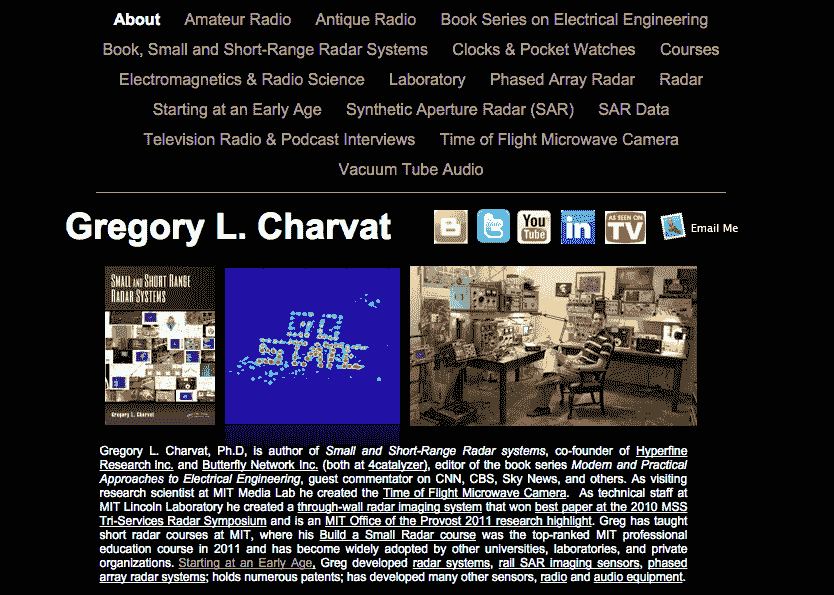 About Amateur Radio Antique Radio Book Series on Electrical Engineering
Book, Small and Short-Range Radar Systems Clocks & Pocket Watches Courses
Electromagnetics & Radio Science Laboratory Phased Array Radar Radar
Starting at an Early Age Synthetic Aperture Radar (SAR) SAR Data
Television Radio & Podcast Interviews Time of Flight Microwave Camera
Vacuum Tube Audio
Gregory L. Charvat
You
Tube
in
AS SEEN ON
TV
Email Me
SMALL AND SHORT RANGE
RADAR SYSTEMS
GO
STATE
Gregory L. Charvat
Gregory L. Charvat, Ph.D, is author of Small and Short-Range Radar systems, co-founder of Hyperfine
Research Inc. and Butterfly Network Inc. (both at 4catalyzer), editor of the book series Modern and Practical
Approaches to Electrical Engineering, guest commentator on CNN, CBS, Sky News, and others. As visiting
research scientist at MIT Media Lab he created the Time of Flight Microwave Camera. As technical staff at
MIT Lincoln Laboratory he created a through-wall radar imaging system that won best paper at the 2010 MSS
Tri-Services Radar Symposium and is an MIT Office of the Provost 2011 research highlight. Greg has taught
short radar courses at MIT, where his Build a Small Radar course was the top-ranked MIT professional
education course in 2011 and has become widely adopted by other universities, laboratories, and private
organizations. Starting at an Early Age, Greg developed radar systems, rail SAR imaging sensors, phased
array radar systems; holds numerous patents; has developed many other sensors, radio and audio equipment.